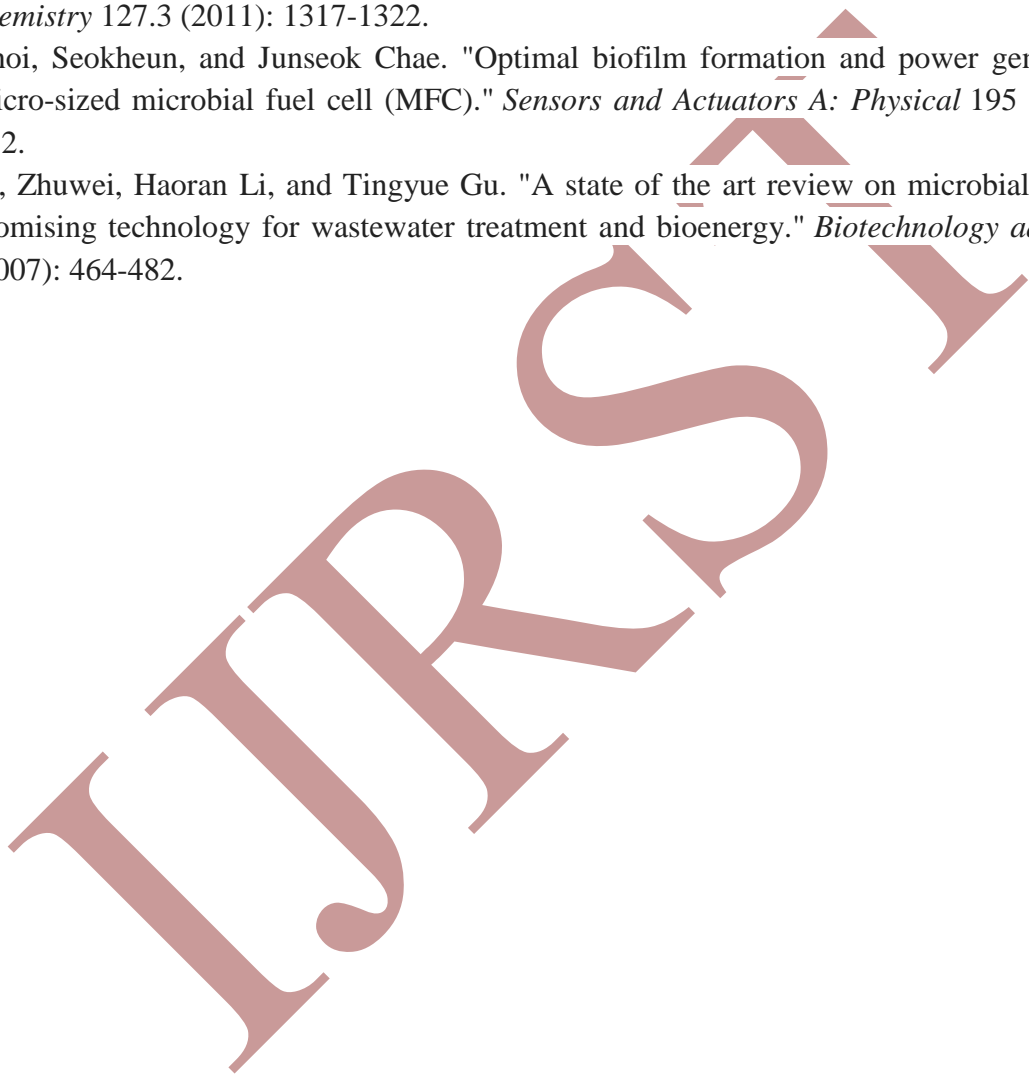 emistry 127.3 (2011): 1317-1322.
hoi, Seokheun, and Junseok Chae. "Optimal biofilm formation and power gen
icro-sized microbial fuel cell (MFC)." Sensors and Actuators A: Physical 195
2.
, Zhuwei, Haoran Li, and Tingyue Gu. "A state of the art review on microbial
omising technology for wastewater treatment and bioenergy." Biotechnology a
007): 464-482.
IJRS